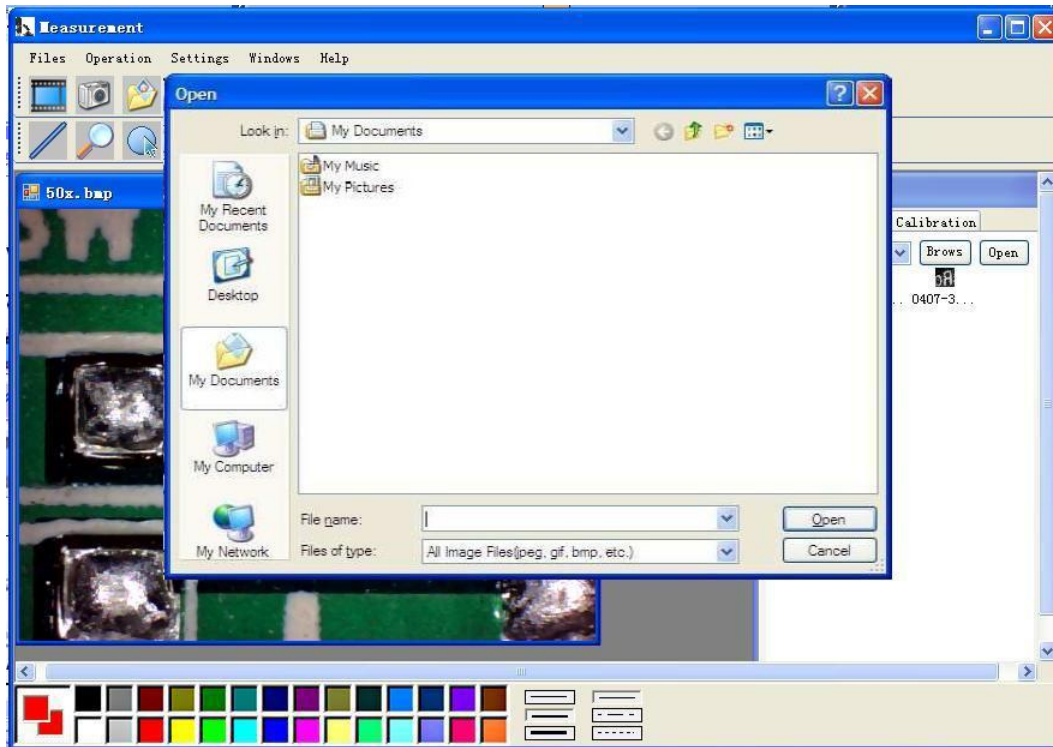 Measurement
Files Operation Settings Windows Help
Open
Look in: My Documents
My Music
My Pictures
My Recent
Documents
Desktop
My Documents
My Computer
My Network
File name:
Files of type: All Image Files(jpeg, gif, bmp, etc.)
Open
Cancel
50x.bmp
Calibration
Brows Open
.. 0407-3...